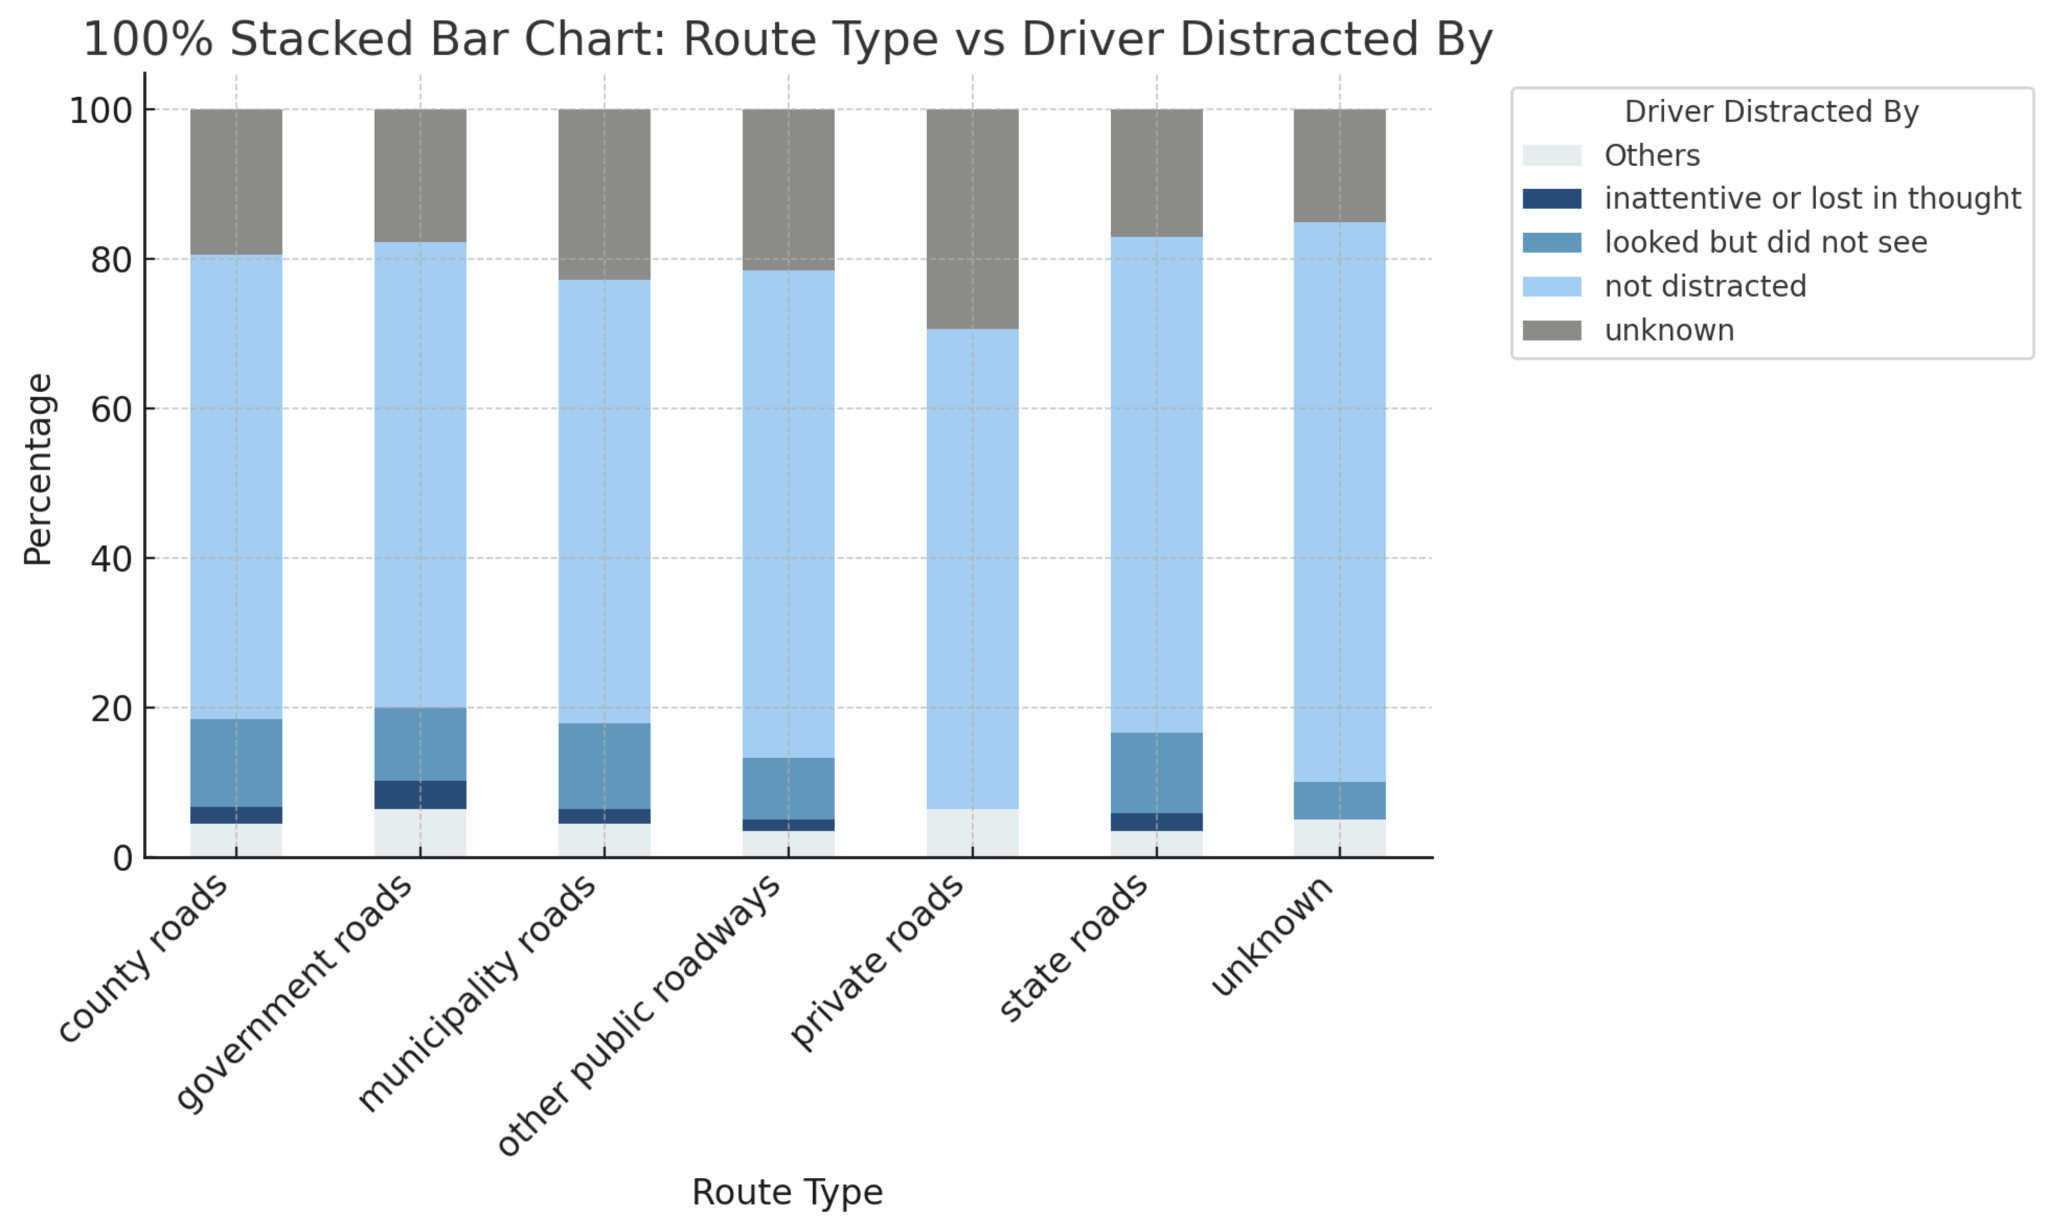 100% Stacked Bar Chart: Route Type vs Driver Distracted By
Driver Distracted By
Others
inattentive or lost in thought
looked but did not see
not distracted
unknown
Percentage
100
80
60
40
20
0
county roads
government roads
municipality roads
other public roadways
private roads
state roads
unknown
Route Type